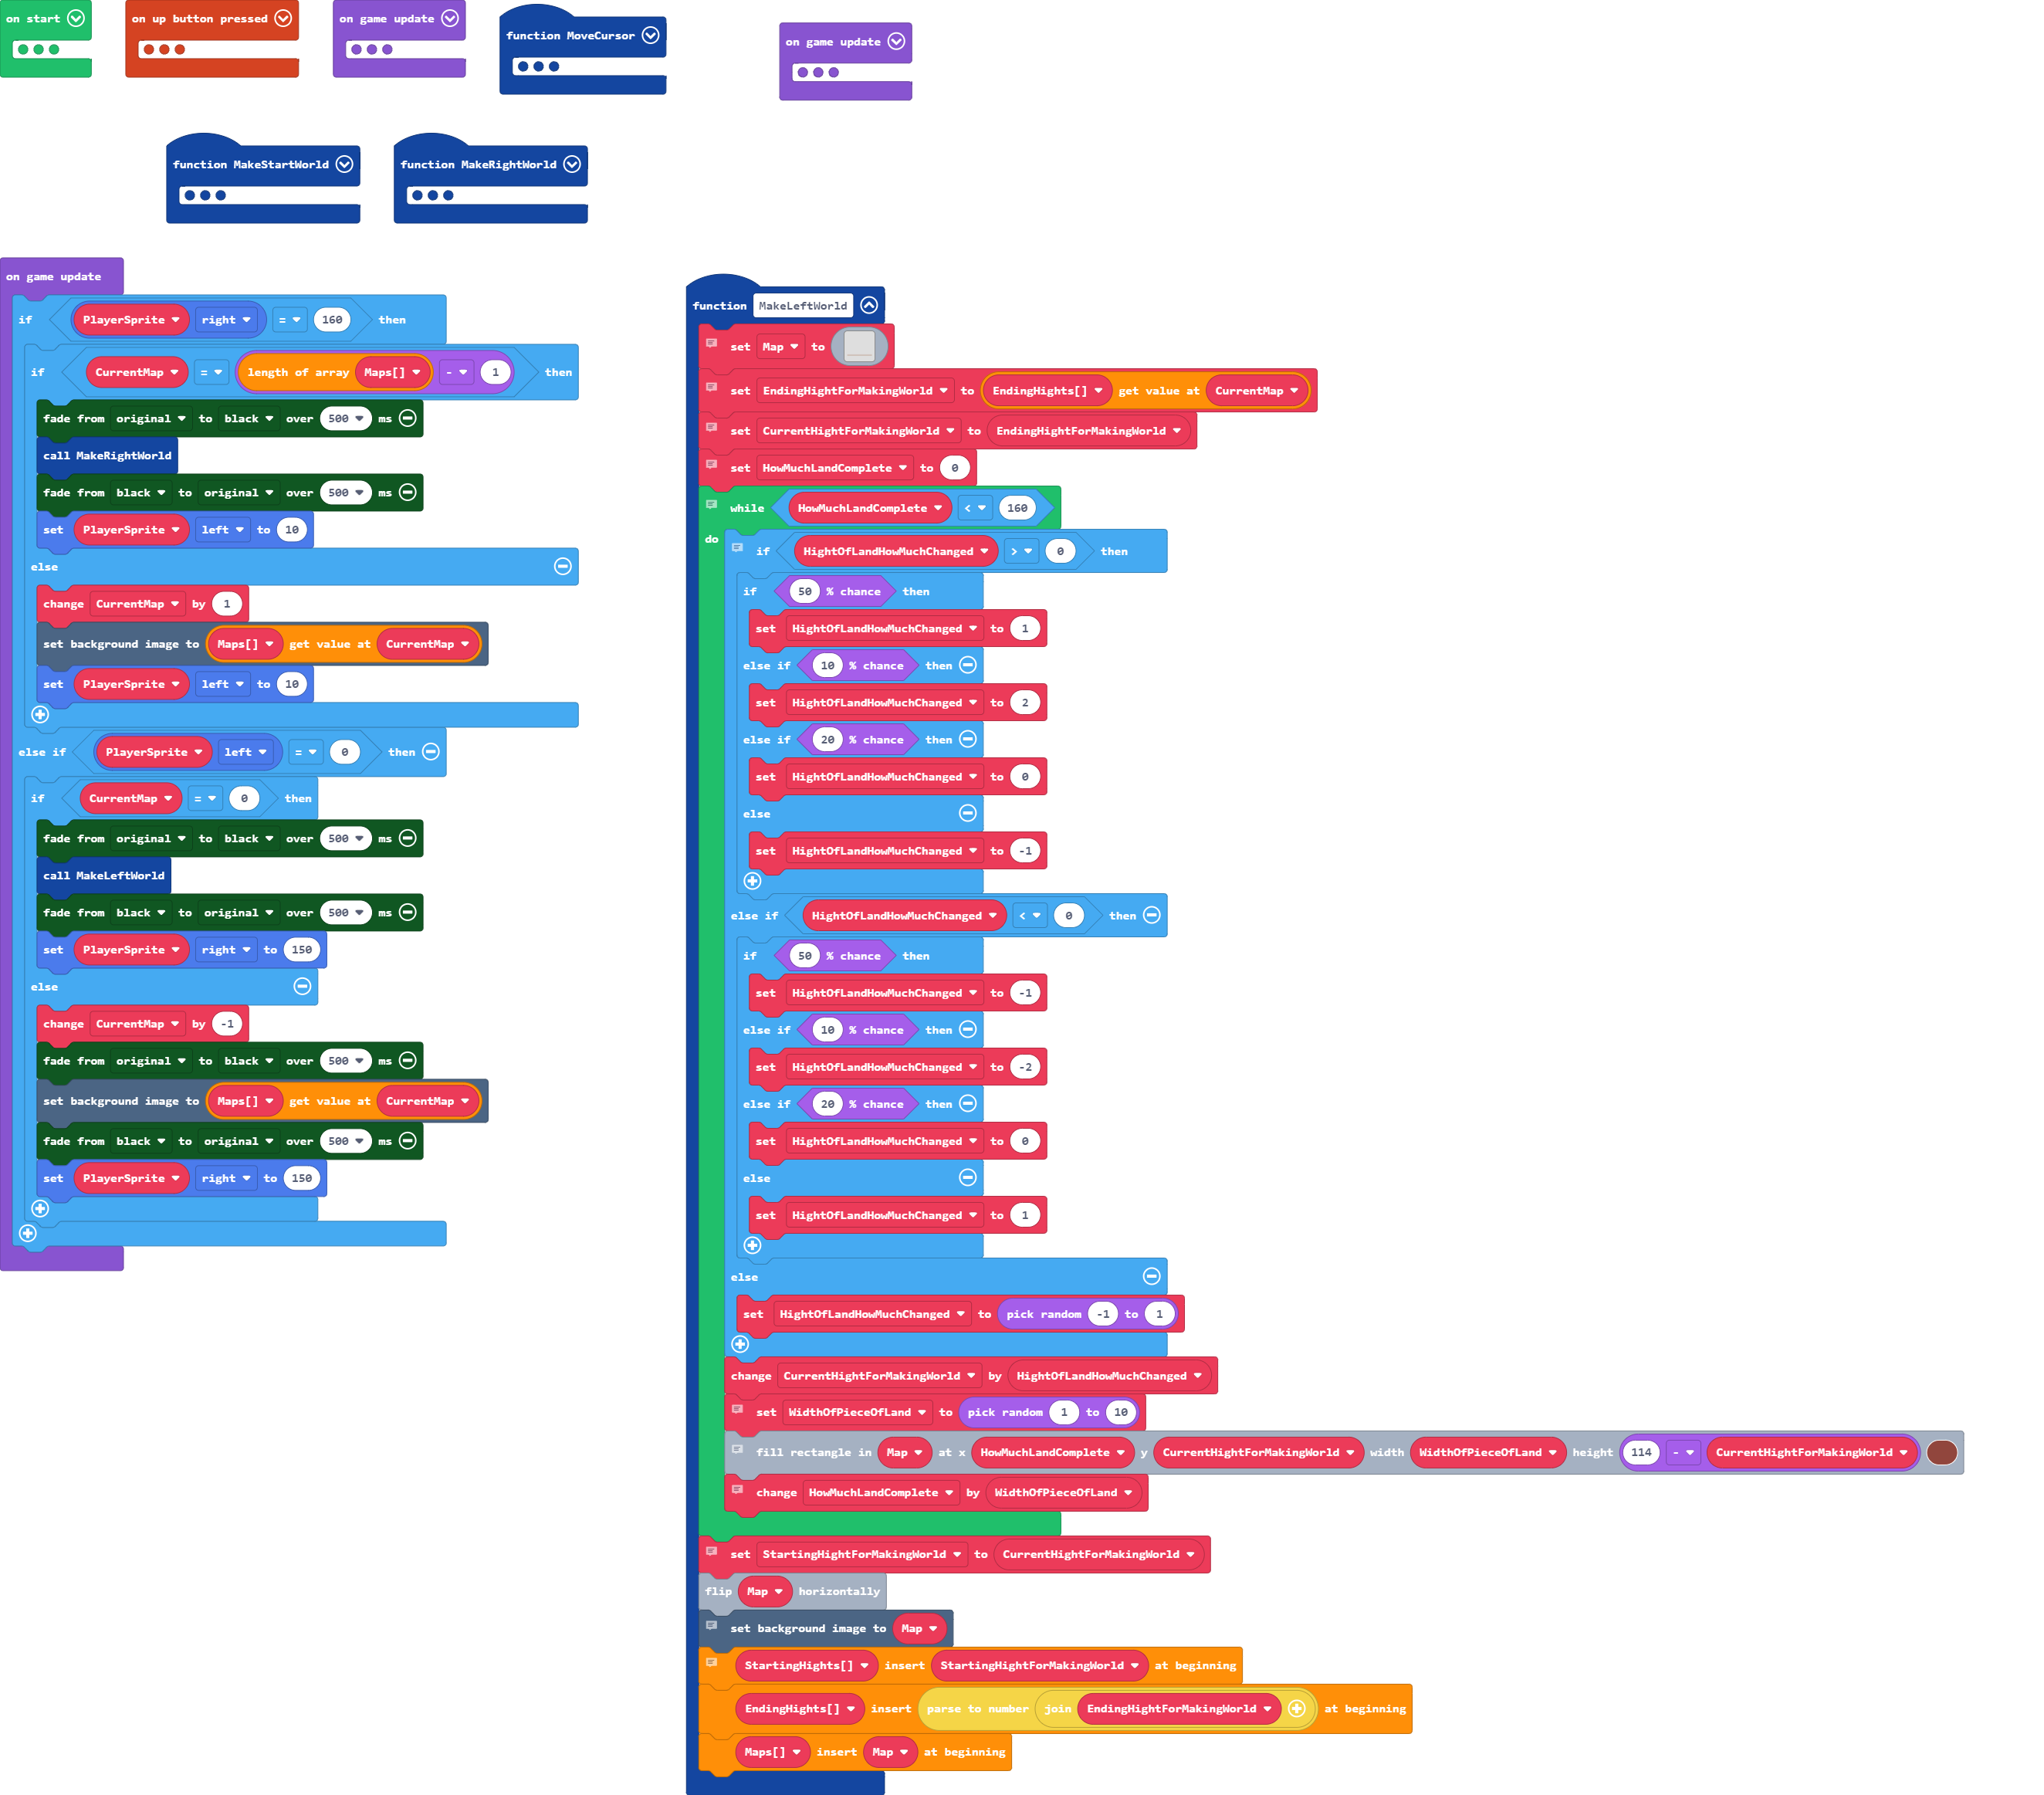 on start
on up button pressed
on game update
function MoveCursor
on game update
function MakeStartWorld
function MakeRightWorld
on game update
if PlayerSprite right = 160 then
if CurrentMap = length of array Maps[] - 1 then
fade from original to black over 500 ms
call MakeRightWorld
fade from black to original over 500 ms
set PlayerSprite left to 10
else
change CurrentMap by 1
set background image to Maps[] get value at CurrentMap
set PlayerSprite left to 10
else if PlayerSprite left = 0 then
if CurrentMap = 0 then
fade from original to black over 500 ms
call MakeLeftWorld
fade from black to original over 500 ms
set PlayerSprite right to 150
else
change CurrentMap by -1
fade from original to black over 500 ms
set background image to Maps[] get value at CurrentMap
fade from black to original over 500 ms
set PlayerSprite right to 150
function MakeLeftWorld
set Map to
set EndingHightForMakingWorld to EndingHights[] get value at CurrentMap
set CurrentHightForMakingWorld to EndingHightForMakingWorld
set HowMuchLandComplete to 0
while HowMuchLandComplete < 160
do if HightOfLandHowMuchChanged > 0 then
if 50 % chance then
set HightOfLandHowMuchChanged to 1
else if 10 % chance then
set HightOfLandHowMuchChanged to 2
else if 20 % chance then
set HightOfLandHowMuchChanged to 0
else
set HightOfLandHowMuchChanged to -1
else if HightOfLandHowMuchChanged < 0 then
if 50 % chance then
set HightOfLandHowMuchChanged to -1
else if 10 % chance then
set HightOfLandHowMuchChanged to -2
else if 20 % chance then
set HightOfLandHowMuchChanged to 0
else
set HightOfLandHowMuchChanged to 1
else
set HightOfLandHowMuchChanged to pick random -1 to 1
change CurrentHightForMakingWorld by HightOfLandHowMuchChanged
set WidthOfPieceOfLand to pick random 1 to 10
fill rectangle in Map at x HowMuchLandComplete y CurrentHightForMakingWorld width WidthOfPieceOfLand height 114 - CurrentHightForMakingWorld
change HowMuchLandComplete by WidthOfPieceOfLand
set StartingHightForMakingWorld to CurrentHightForMakingWorld
flip Map horizontally
set background image to Map
StartingHights[] insert StartingHightForMakingWorld at beginning
EndingHights[] insert parse to number join EndingHightForMakingWorld at beginning
Maps[] insert Map at beginning